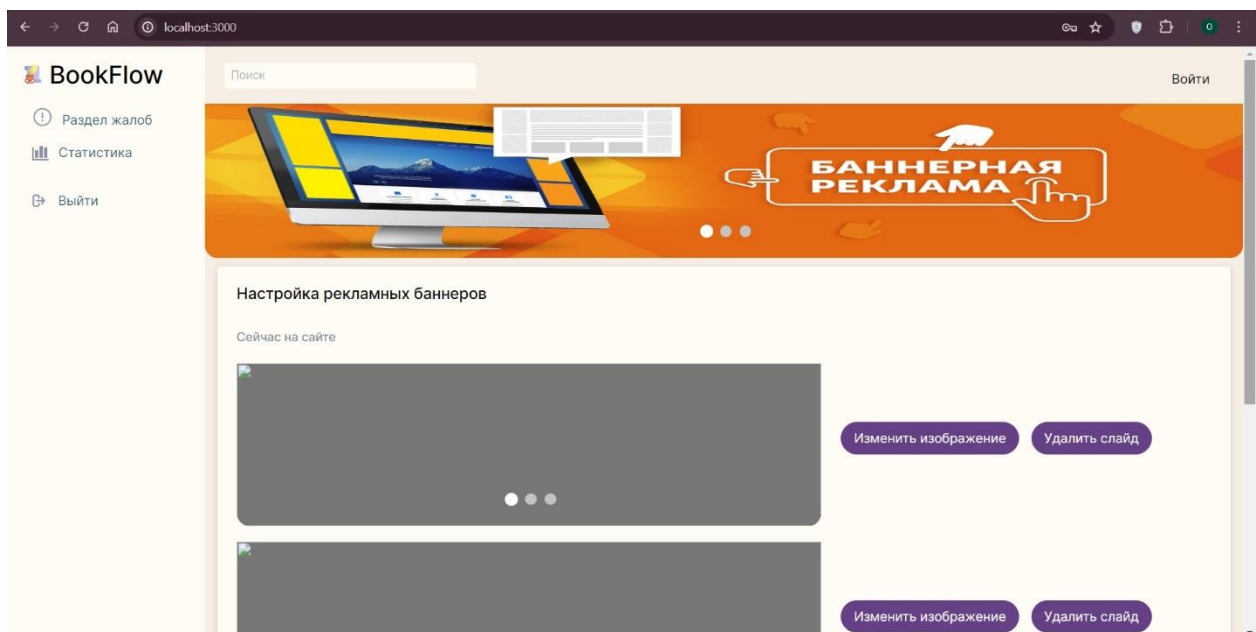 localhost:3000
BookFlow
Поиск
Войти
Раздел жалоб
Статистика
Выйти
БАННЕРНАЯ
РЕКЛАМА
Настройка рекламных баннеров
Сейчас на сайте
Изменить изображение
Удалить слайд
Изменить изображение
Удалить слайд